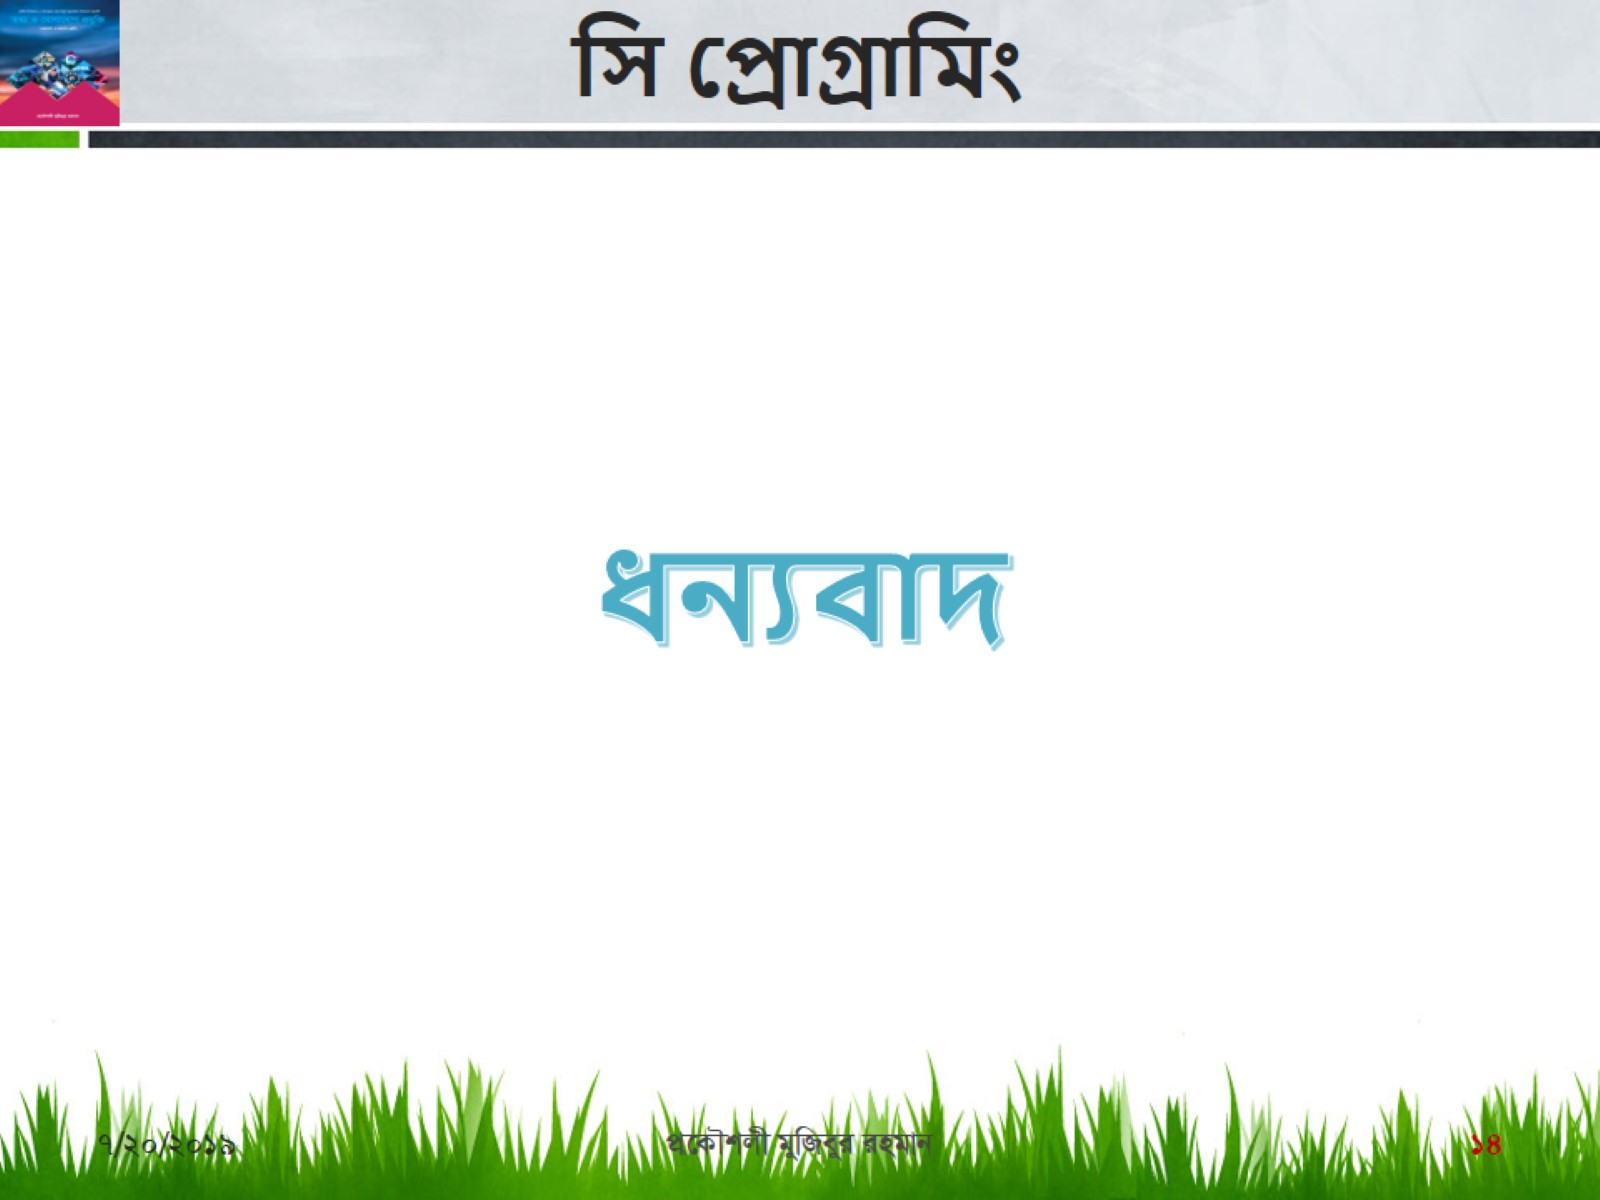 সি প্রোগ্রামিং
ধন্যবাদ
৭/২০/২০১৯
প্রকৌশলী মুজিবুর রহমান
১৪